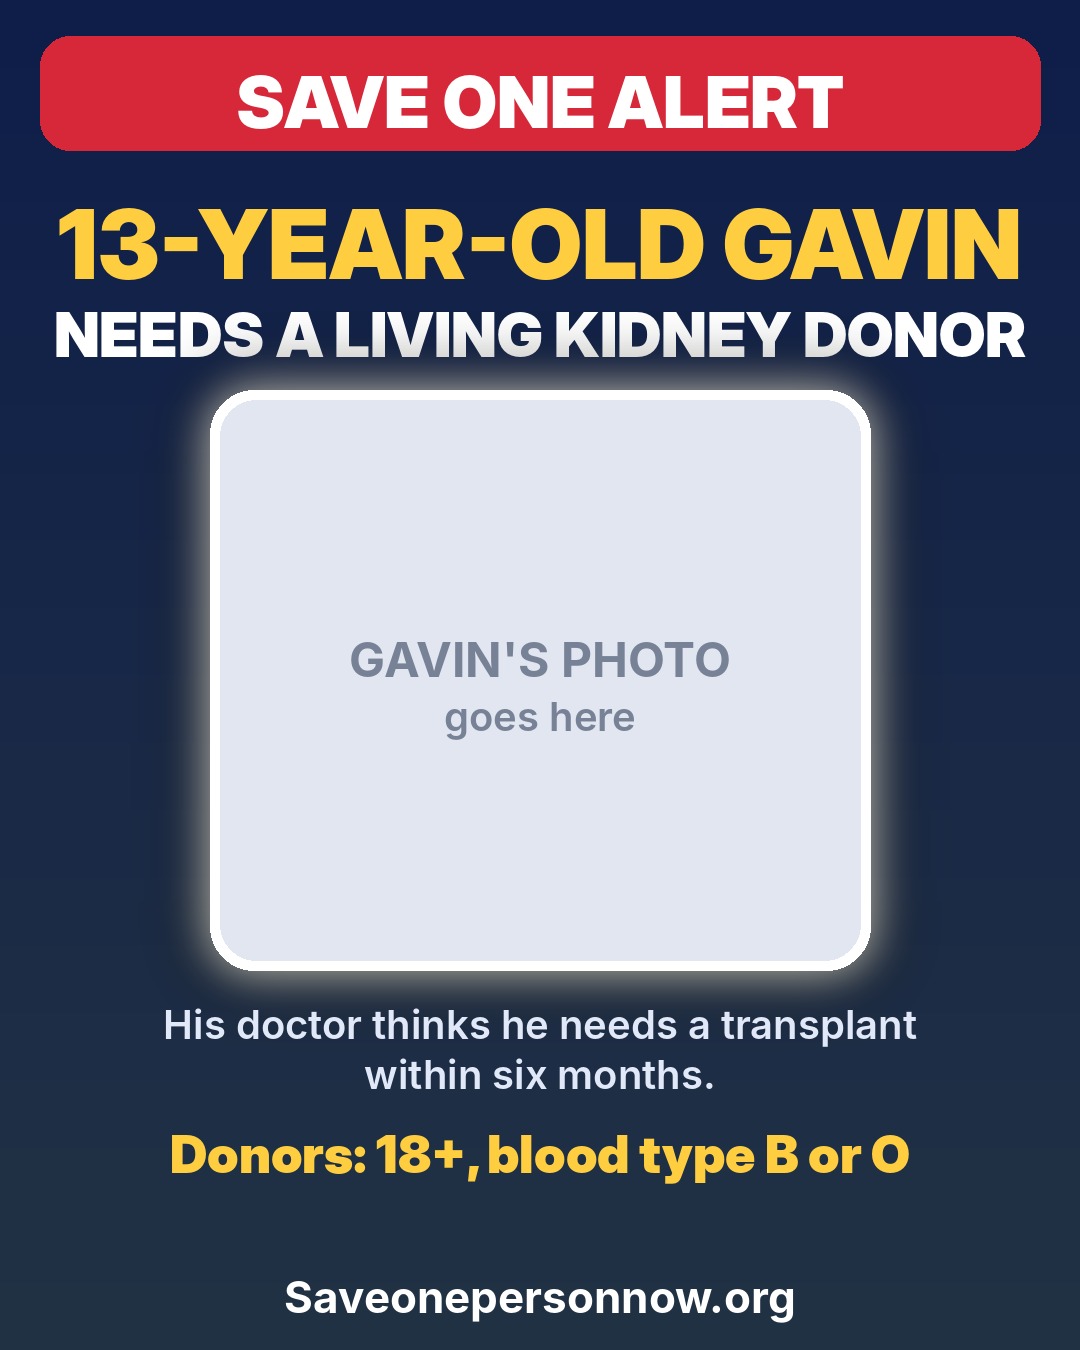 SAVE ONE ALERT
13-YEAR-OLD GAVIN
NEEDS A LIVING KIDNEY DONOR
GAVIN'S PHOTO
goes here
His doctor thinks he needs a transplant
within six months.
Donors: 18+, blood type B or O
Saveonepersonnow.org